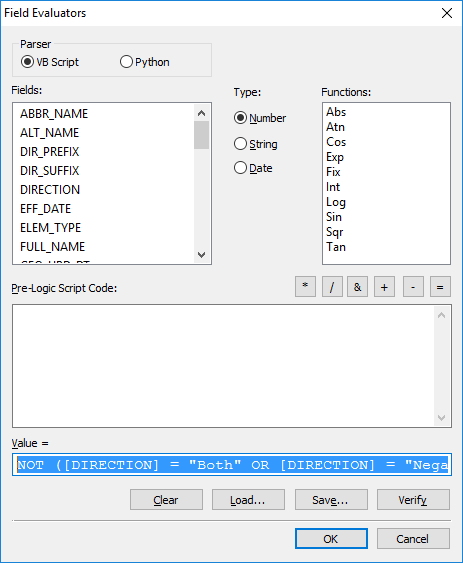 Field Evaluators
Parser
VB Script Python
Fields: Type: Functions:
ABBR_NAME
ALT_NAME
DIR_PREFIX
DIR_SUFFIX
DIRECTION
EFF_DATE
ELEM_TYPE
FULL_NAME
Number
String
Date
Abs
Atn
Cos
Exp
Fix
Int
Log
Sin
Sqr
Tan
Pre-Logic Script Code: * / & + - =
Value =
NOT ([DIRECTION] = "Both" OR [DIRECTION] = "Nega
Clear Load... Save... Verify
OK Cancel